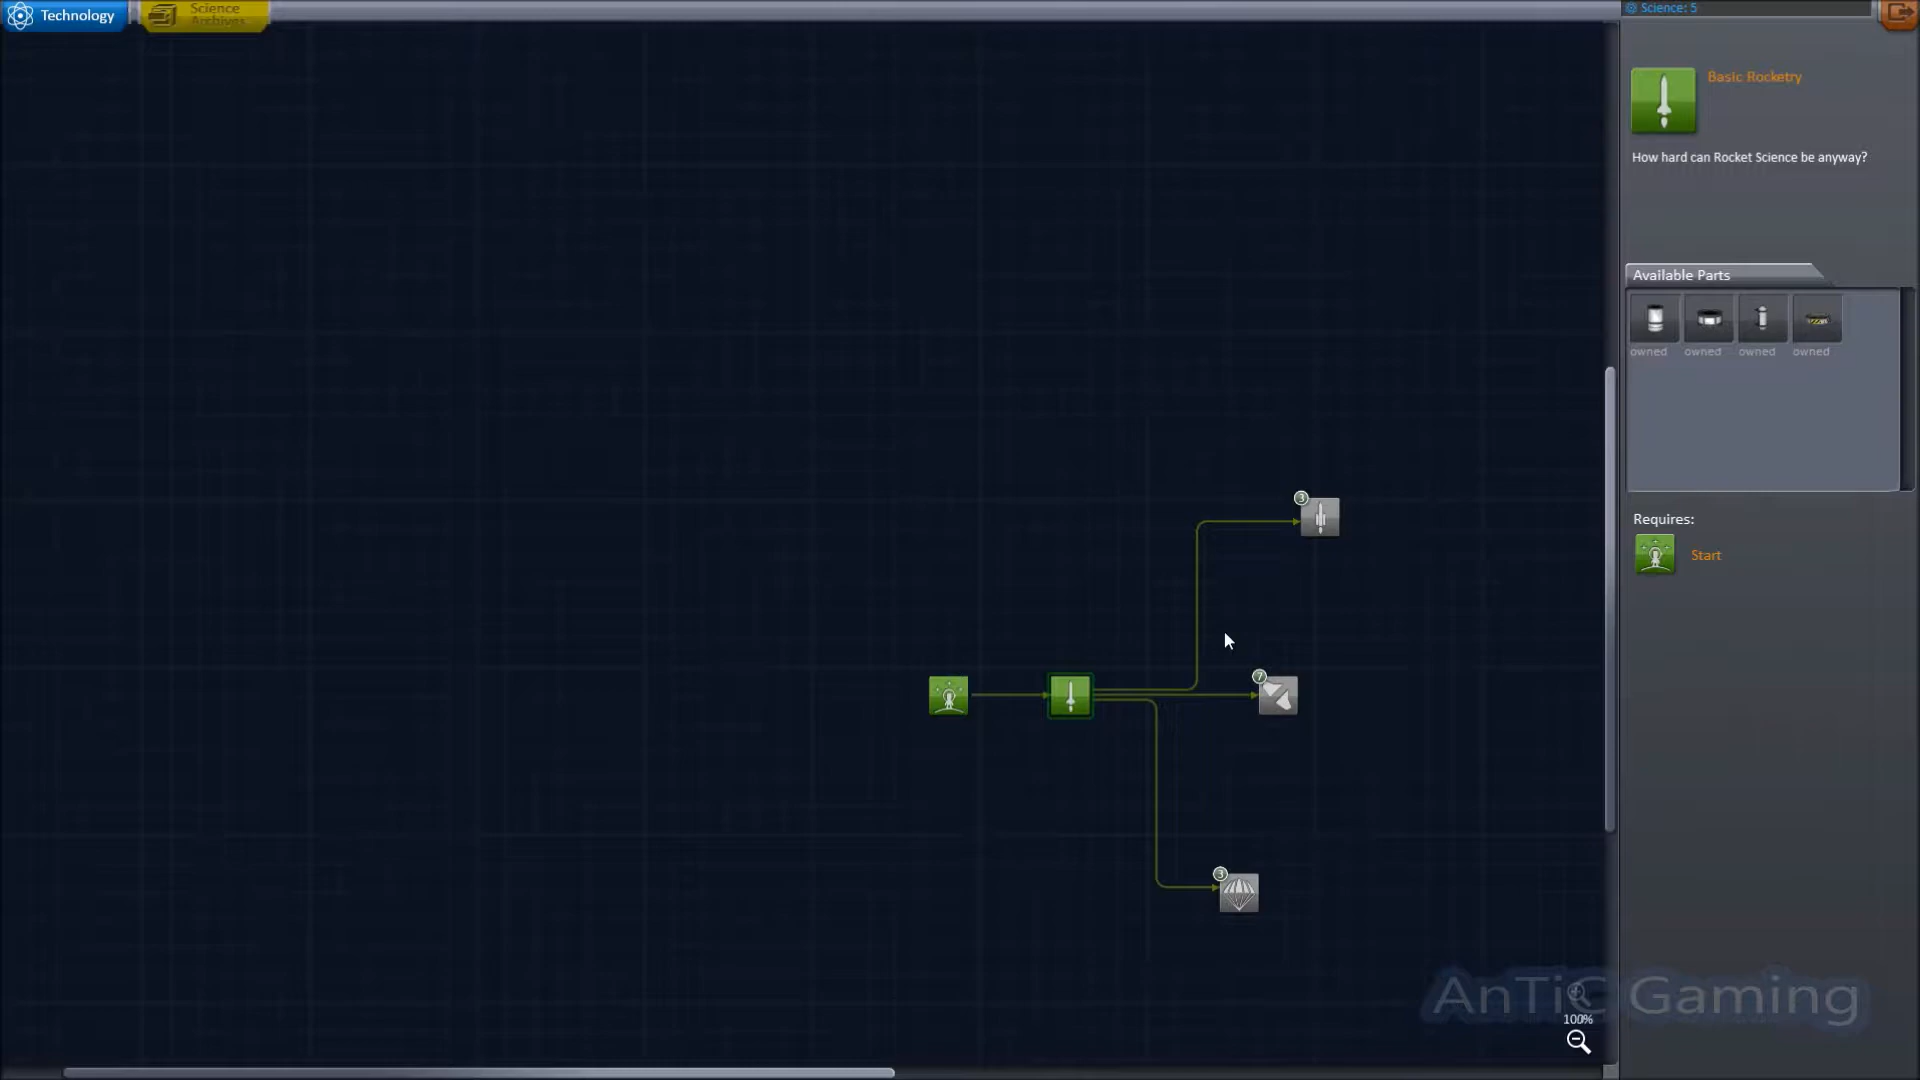 Technology
Science
Archives
Science: 5
Basic Rocketry
How hard can Rocket Science be anyway?
Available Parts
owned owned owned owned
Requires:
Start
3
7
3
AnTiC Gaming
100%